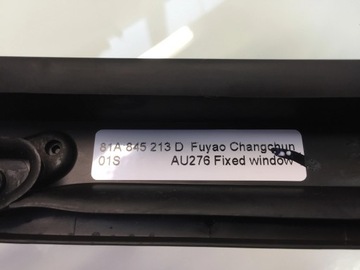 81A 845 213 D Fuyao Changchun
01S AU276 Fixed window